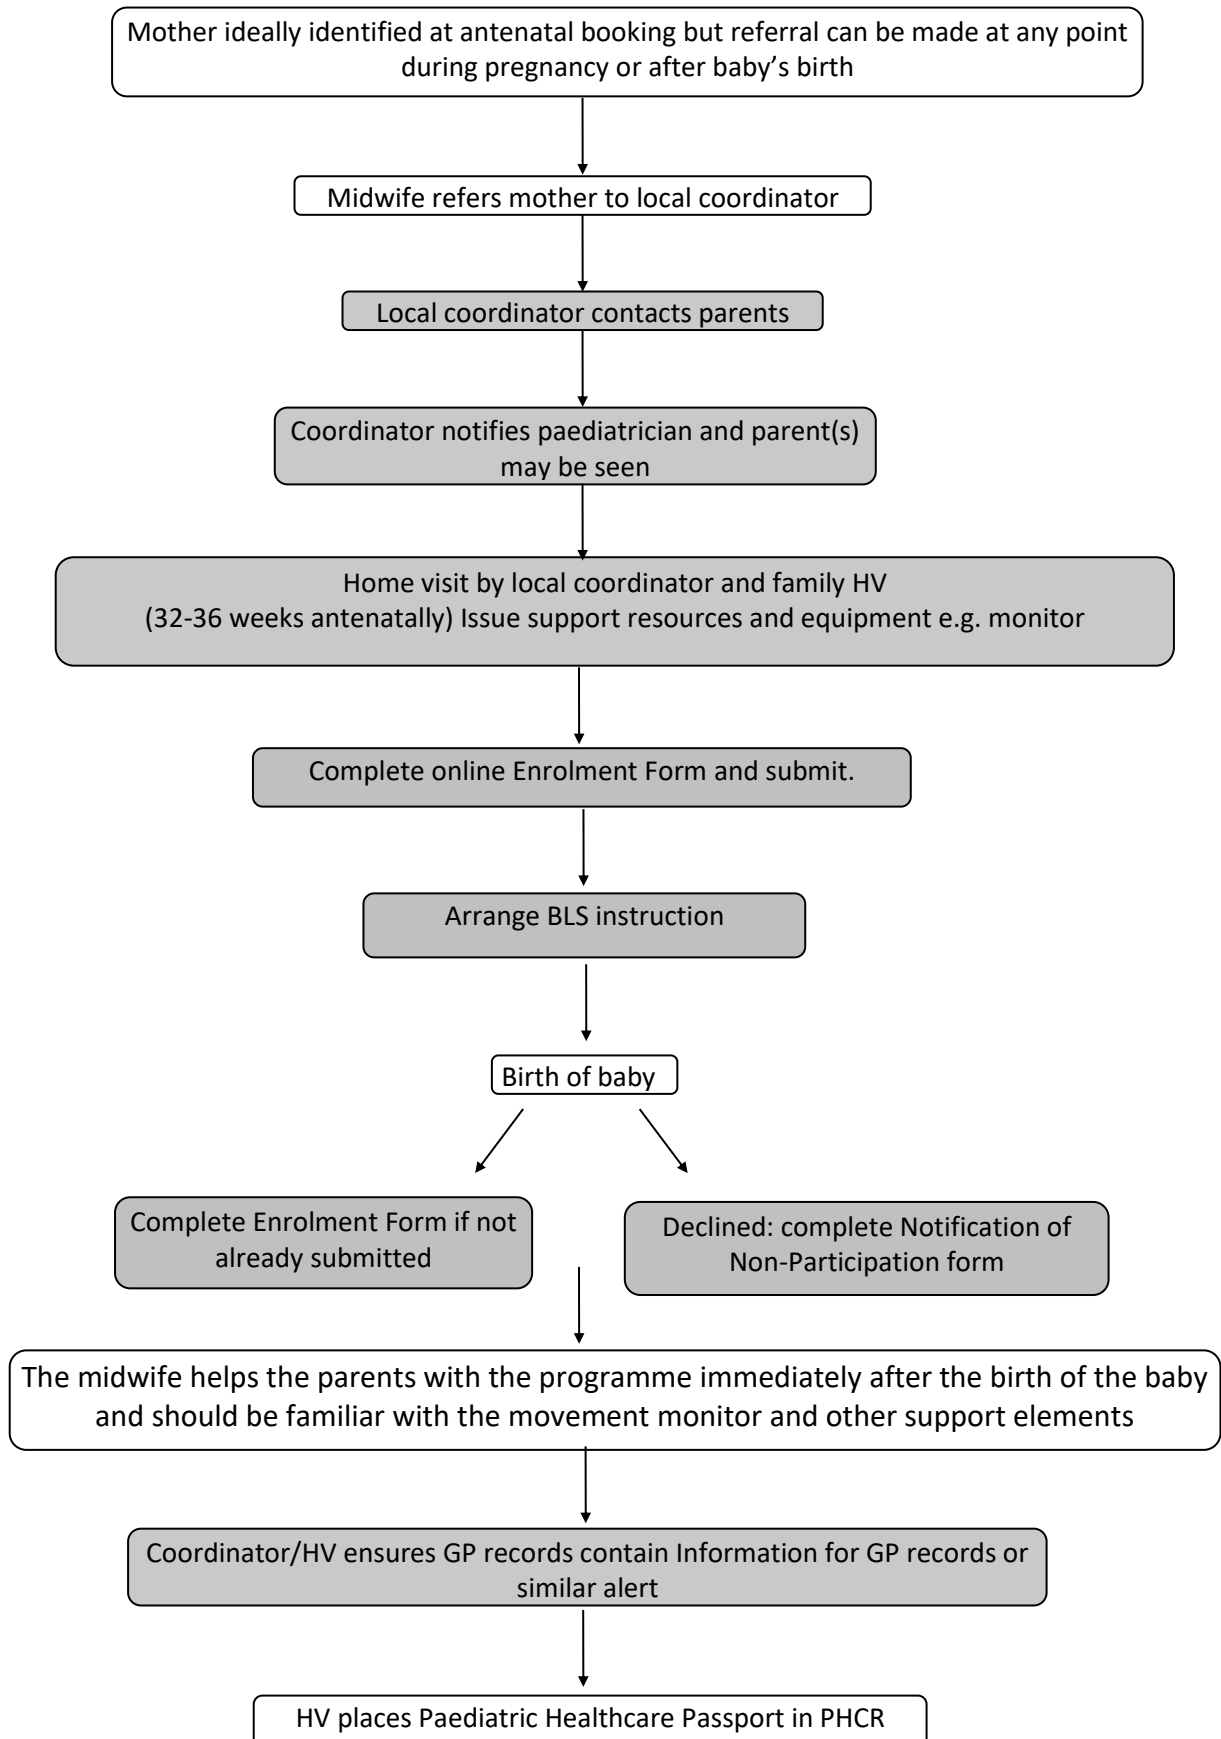 Mother ideally identified at antenatal booking but referral can be made at any point
during pregnancy or after baby’s birth
Midwife refers mother to local coordinator
Local coordinator contacts parents
Coordinator notifies paediatrician and parent(s)
may be seen
Home visit by local coordinator and family HV
(32-36 weeks antenatally) Issue support resources and equipment e.g. monitor
Complete online Enrolment Form and submit.
Arrange BLS instruction
Birth of baby
Complete Enrolment Form if not
already submitted
Declined: complete Notification of
Non-Participation form
The midwife helps the parents with the programme immediately after the birth of the baby
and should be familiar with the movement monitor and other support elements
Coordinator/HV ensures GP records contain Information for GP records or
similar alert
HV places Paediatric Healthcare Passport in PHCR